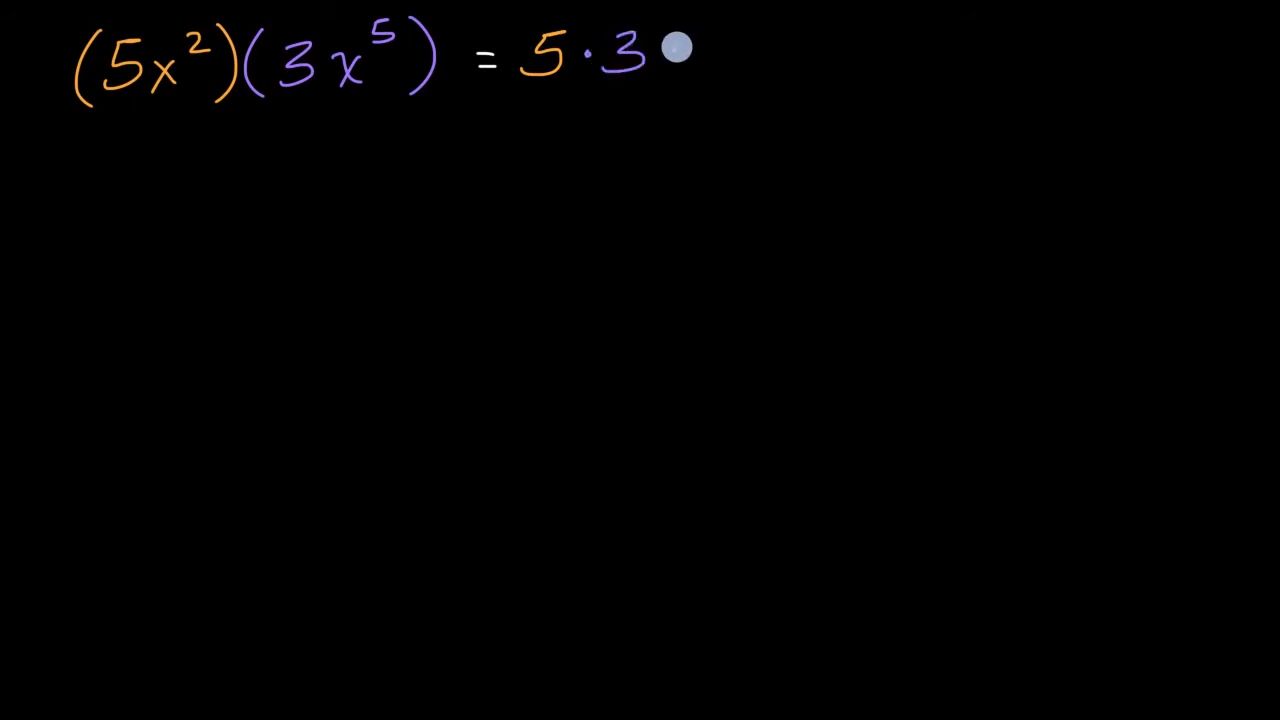 (5x²)(3x⁵) = 5 · 3